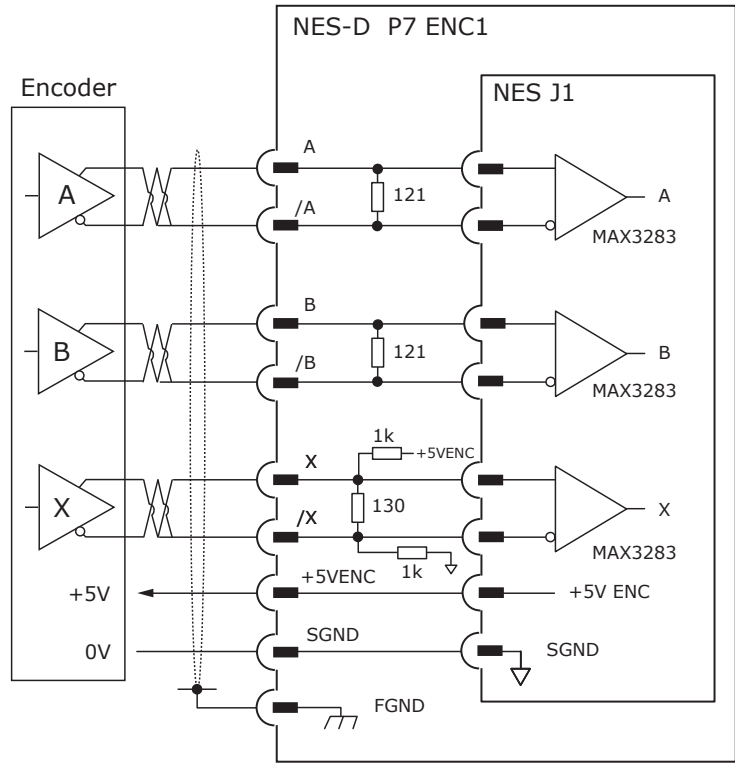 NES-D P7 ENC1
Encoder
NES J1
A
A
121
/A
A
MAX3283
B
B
121
/B
B
MAX3283
1k
X
+5VENC
X
130
/X
X
MAX3283
1k
+5V
+5VENC
+5V ENC
0V
SGND
SGND
FGND